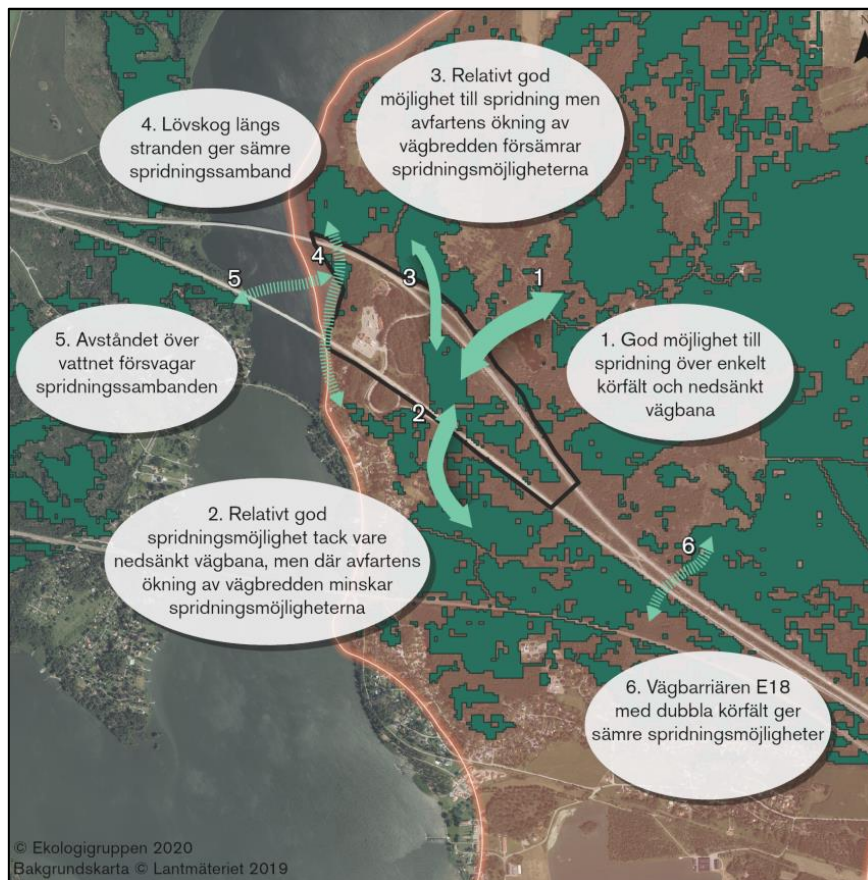 3. Relativt god
möjlighet till spridning men
avfartens ökning av
vägbredden försämrar
spridningsmöjligheterna
4. Lövskog längs
stranden ger sämre
spridningssamband
4
3
5
1
5. Avståndet över
vattnet försvagar
spridningssambanden
1. God möjlighet till
spridning över enkelt
körfält och nedsänkt
vägbana
2
2. Relativt god
spridningsmöjlighet tack vare
nedsänkt vägbana, men där avfartens
ökning av vägbredden minskar
spridningsmöjligheterna
6
6. Vägbarriären E18
med dubbla körfält ger
sämre spridningsmöjligheter
© Ekologigruppen 2020
Bakgrundskarta © Lantmäteriet 2019